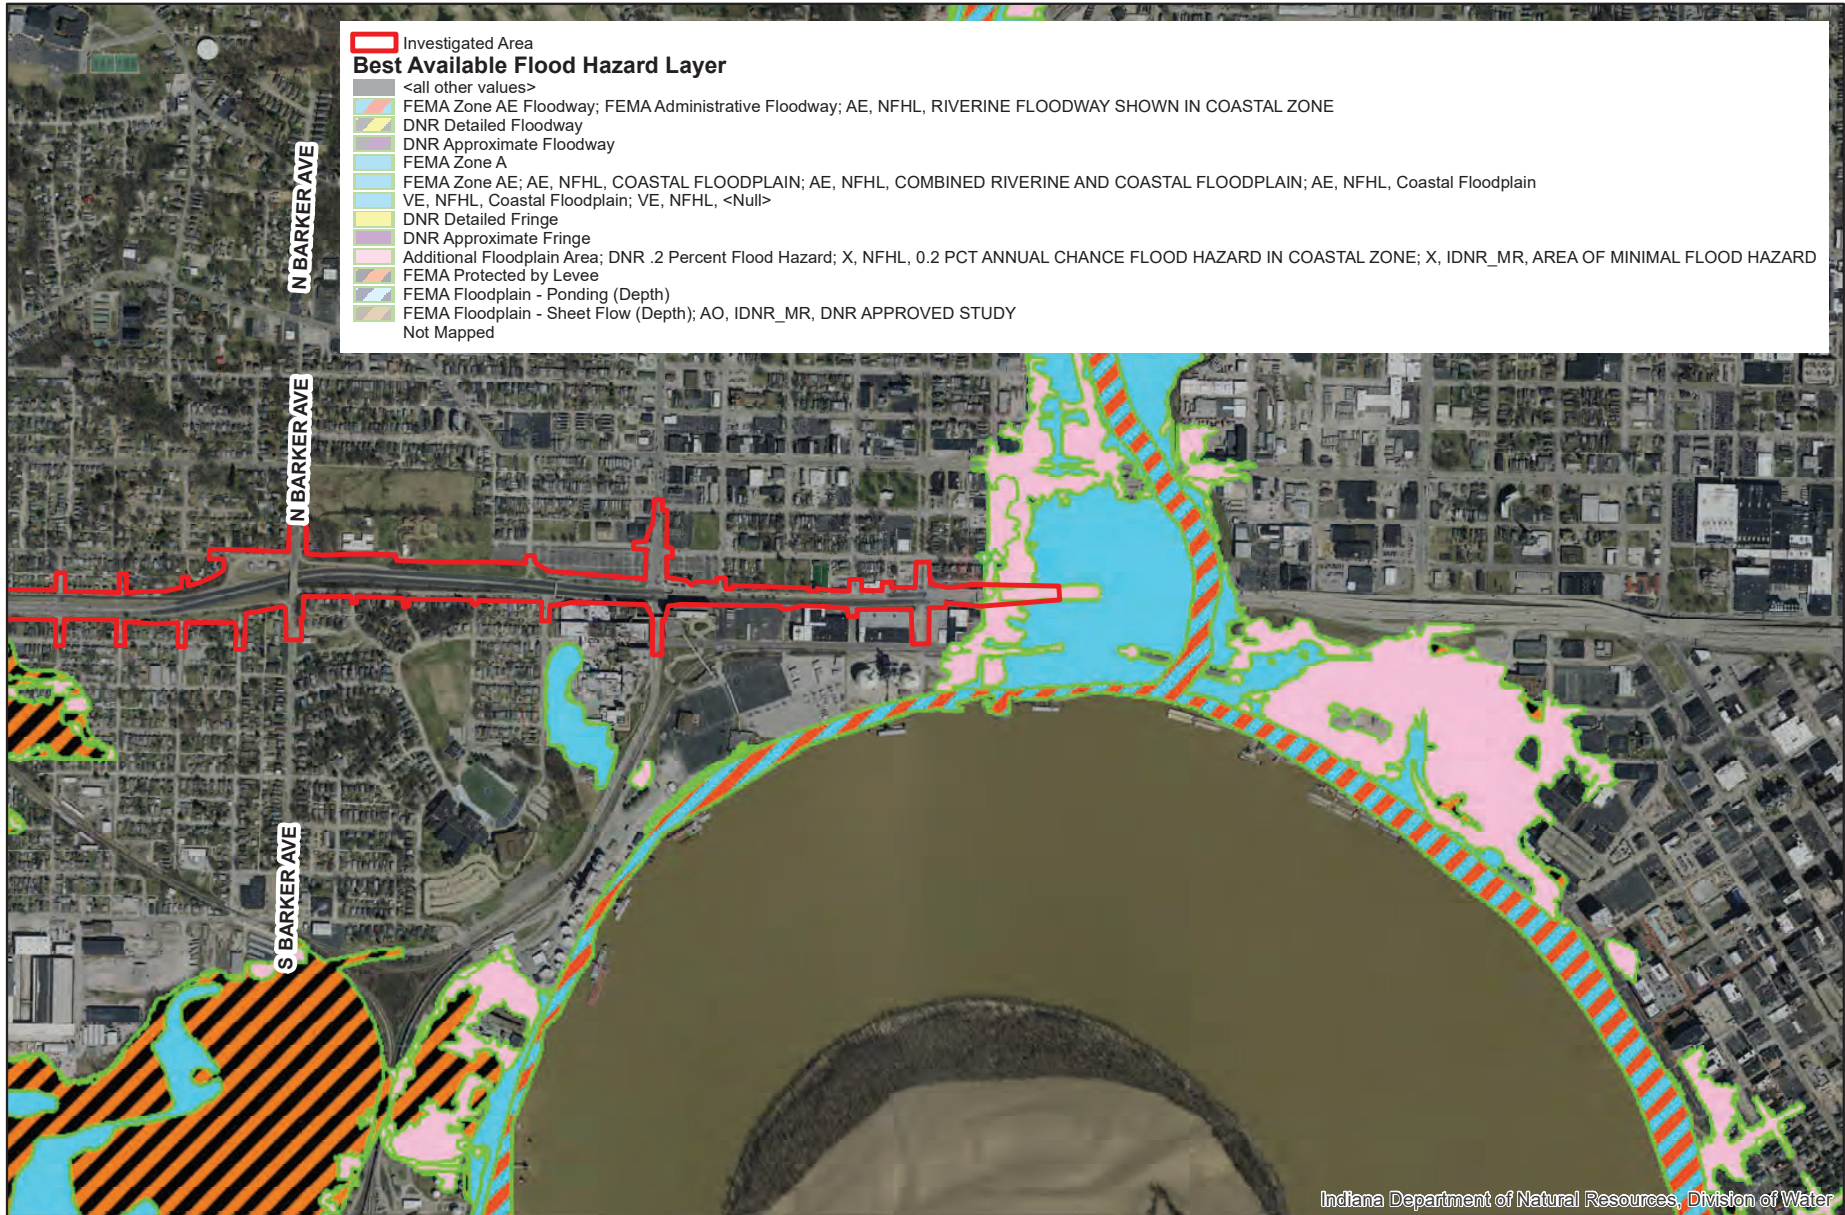 Investigated Area
Best Available Flood Hazard Layer
<all other values>
FEMA Zone AE Floodway; FEMA Administrative Floodway; AE, NFHL, RIVERINE FLOODWAY SHOWN IN COASTAL ZONE
DNR Detailed Floodway
DNR Approximate Floodway
FEMA Zone A
FEMA Zone AE; AE, NFHL, COASTAL FLOODPLAIN; AE, NFHL, COMBINED RIVERINE AND COASTAL FLOODPLAIN; AE, NFHL, Coastal Floodplain
VE, NFHL, Coastal Floodplain; VE, NFHL, <Null>
DNR Detailed Fringe
DNR Approximate Fringe
Additional Floodplain Area; DNR .2 Percent Flood Hazard; X, NFHL, 0.2 PCT ANNUAL CHANCE FLOOD HAZARD IN COASTAL ZONE; X, IDNR_MR, AREA OF MINIMAL FLOOD HAZARD
FEMA Protected by Levee
FEMA Floodplain - Ponding (Depth)
FEMA Floodplain - Sheet Flow (Depth); AO, IDNR_MR, DNR APPROVED STUDY
Not Mapped
N BARKER AVE
N BARKER AVE
S BARKER AVE
Indiana Department of Natural Resources, Division of Water